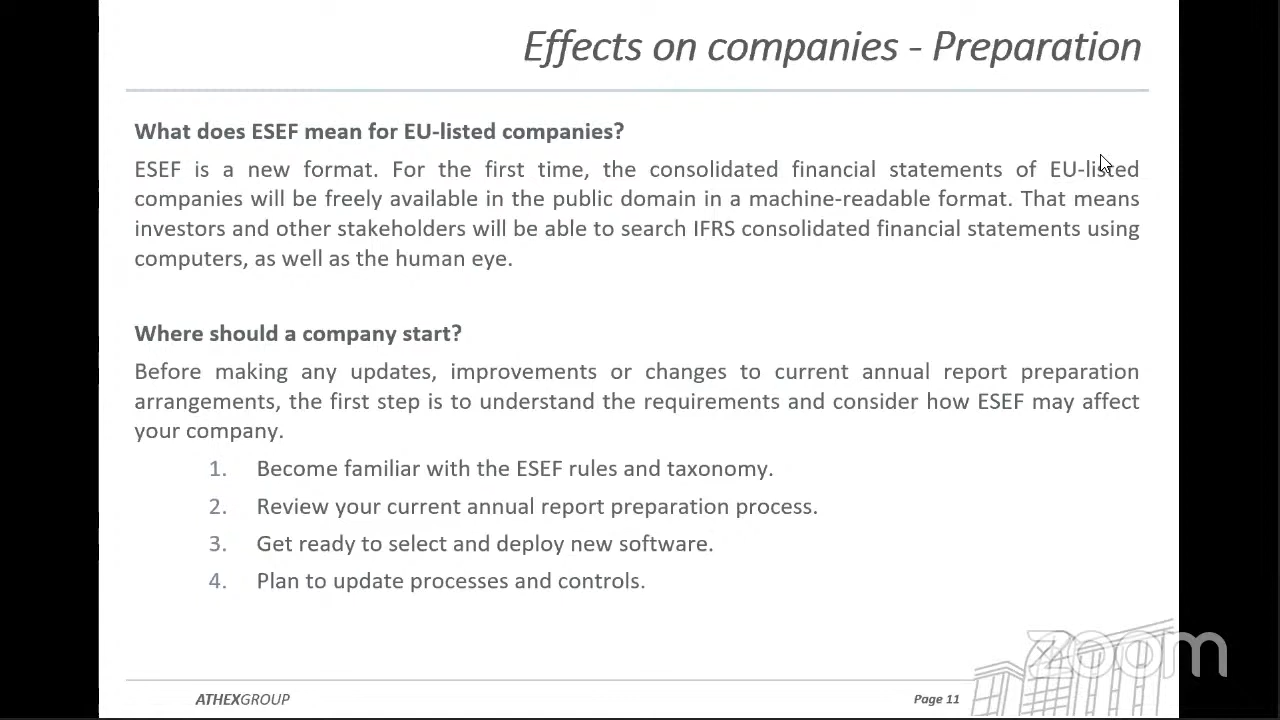 Effects on companies - Preparation
What does ESEF mean for EU-listed companies?
ESEF is a new format. For the first time, the consolidated financial statements of EU-listed
companies will be freely available in the public domain in a machine-readable format. That means
investors and other stakeholders will be able to search IFRS consolidated financial statements using
computers, as well as the human eye.
Where should a company start?
Before making any updates, improvements or changes to current annual report preparation
arrangements, the first step is to understand the requirements and consider how ESEF may affect
your company.
1. Become familiar with the ESEF rules and taxonomy.
2. Review your current annual report preparation process.
3. Get ready to select and deploy new software.
4. Plan to update processes and controls.
zoom
ATHEXGROUP
Page 11